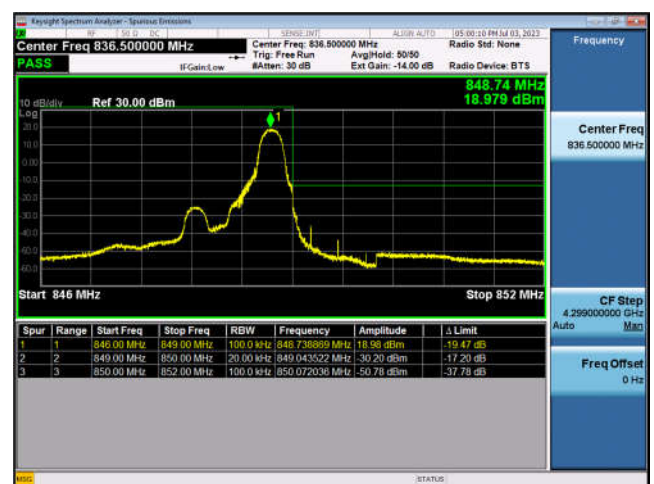 Keysight Spectrum Analyzer - Spurious Emissions
RF 50 Ω DC SENSE:INT ALIGN AUTO 05:00:10 PM Jul 03, 2023
Center Freq 836.500000 MHz
Center Freq: 836.500000 MHz
Radio Std: None
Trig: Free Run Avg|Hold: 50/50
PASS IFGain:Low #Atten: 30 dB Ext Gain: -14.00 dB Radio Device: BTS
848.74 MHz
18.979 dBm
10 dB/div Ref 30.00 dBm
Log
20.0
10.0
0.00
-10.0
-20.0
-30.0
-40.0
-50.0
-60.0
1
Start 846 MHz Stop 852 MHz
Spur Range Start Freq Stop Freq RBW Frequency Amplitude Δ Limit
1 1 846.00 MHz 849.00 MHz 100.0 kHz 848.738869 MHz 18.98 dBm -19.47 dB
2 2 849.00 MHz 850.00 MHz 20.00 kHz 849.043522 MHz -30.20 dBm -17.20 dB
3 3 850.00 MHz 852.00 MHz 100.0 kHz 850.072036 MHz -50.78 dBm -37.78 dB
MSG STATUS
Frequency
Center Freq
836.500000 MHz
CF Step
4.299000000 GHz
Auto Man
Freq Offset
0 Hz